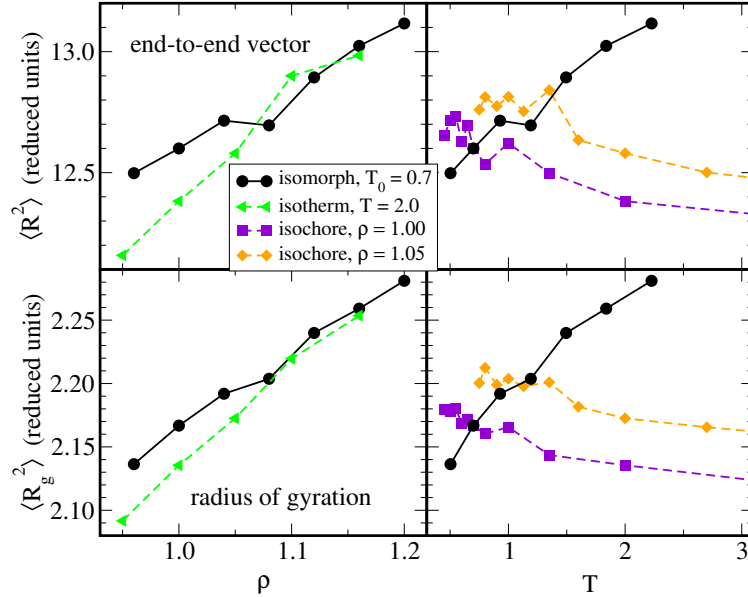 end-to-end vector
13.0
12.5
⟨R²⟩ (reduced units)
isomorph, T₀ = 0.7
isotherm, T = 2.0
isochore, ρ = 1.00
isochore, ρ = 1.05
2.25
2.20
2.15
2.10
⟨R_g²⟩ (reduced units)
radius of gyration
1.0 1.1 1.2
ρ
1 2 3
T